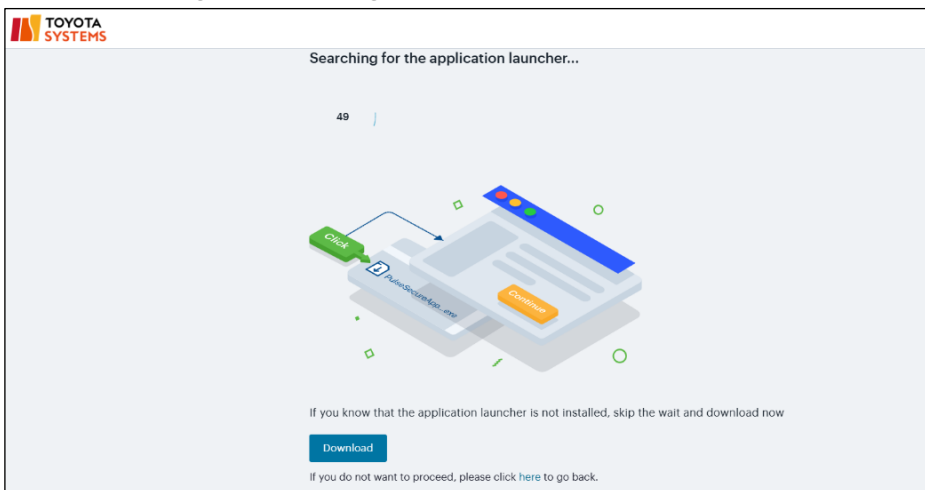 TOYOTA
SYSTEMS
Searching for the application launcher...
49
Click
PulseSecureApp...exe
Continue
If you know that the application launcher is not installed, skip the wait and download now
Download
If you do not want to proceed, please click here to go back.